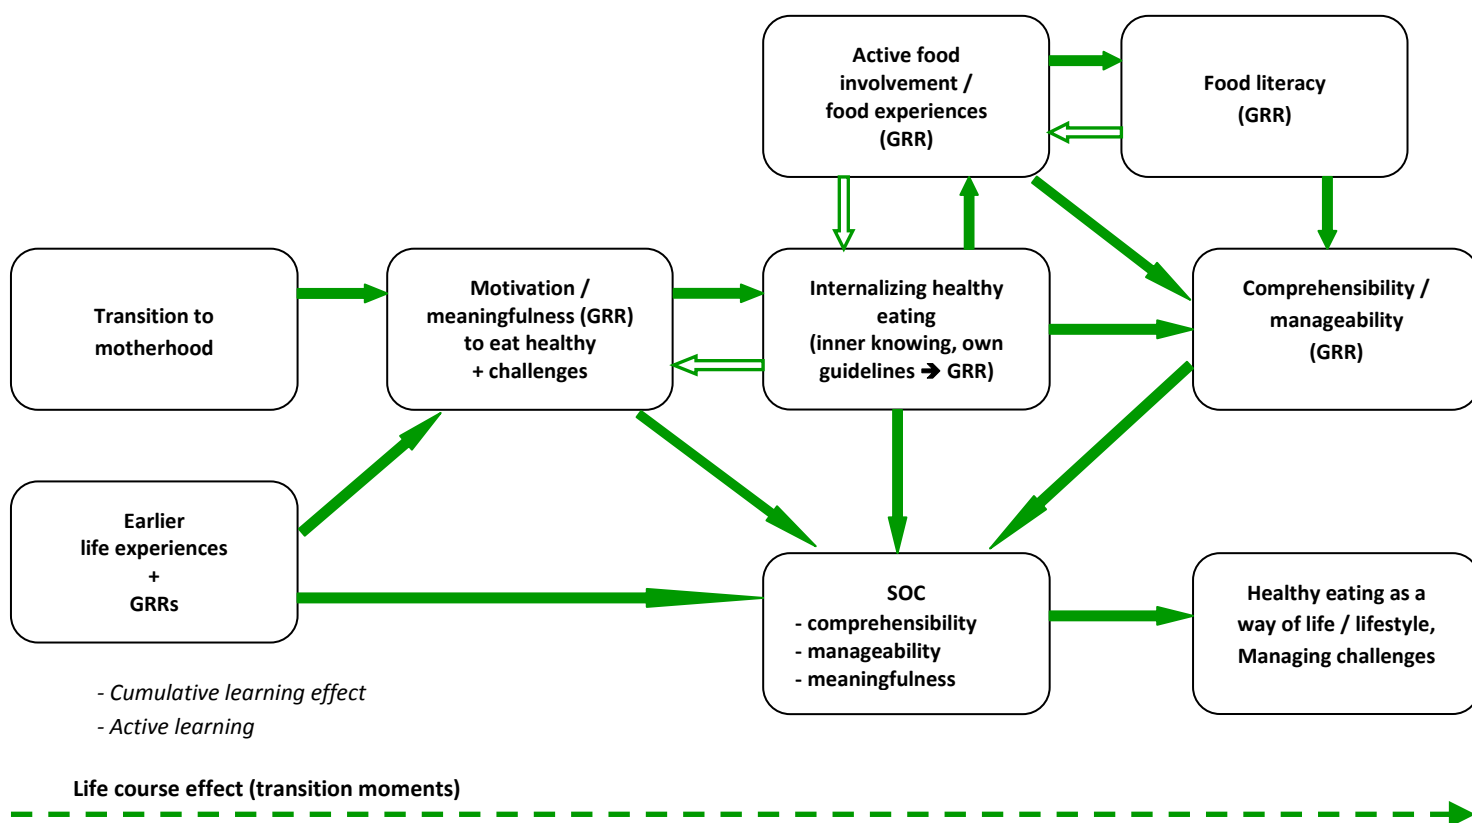 Active food
involvement /
food experiences
(GRR)
Food literacy
(GRR)
Transition to
motherhood
Motivation /
meaningfulness (GRR)
to eat healthy
+ challenges
Internalizing healthy
eating
(inner knowing, own
guidelines ➔ GRR)
Comprehensibility /
manageability
(GRR)
Earlier
life experiences
+
GRRs
SOC
- comprehensibility
- manageability
- meaningfulness
Healthy eating as a
way of life / lifestyle,
Managing challenges
- Cumulative learning effect
- Active learning
Life course effect (transition moments)